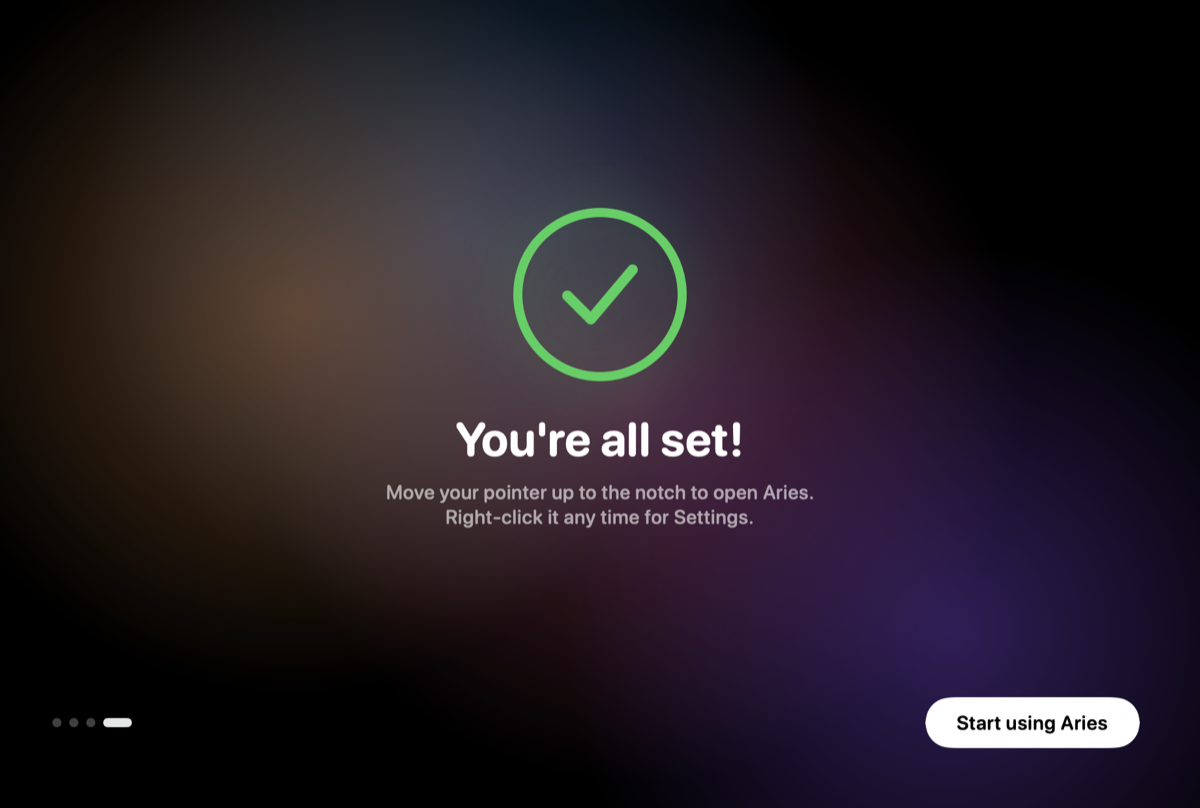 You're all set!
Move your pointer up to the notch to open Aries.
Right-click it any time for Settings.
Start using Aries